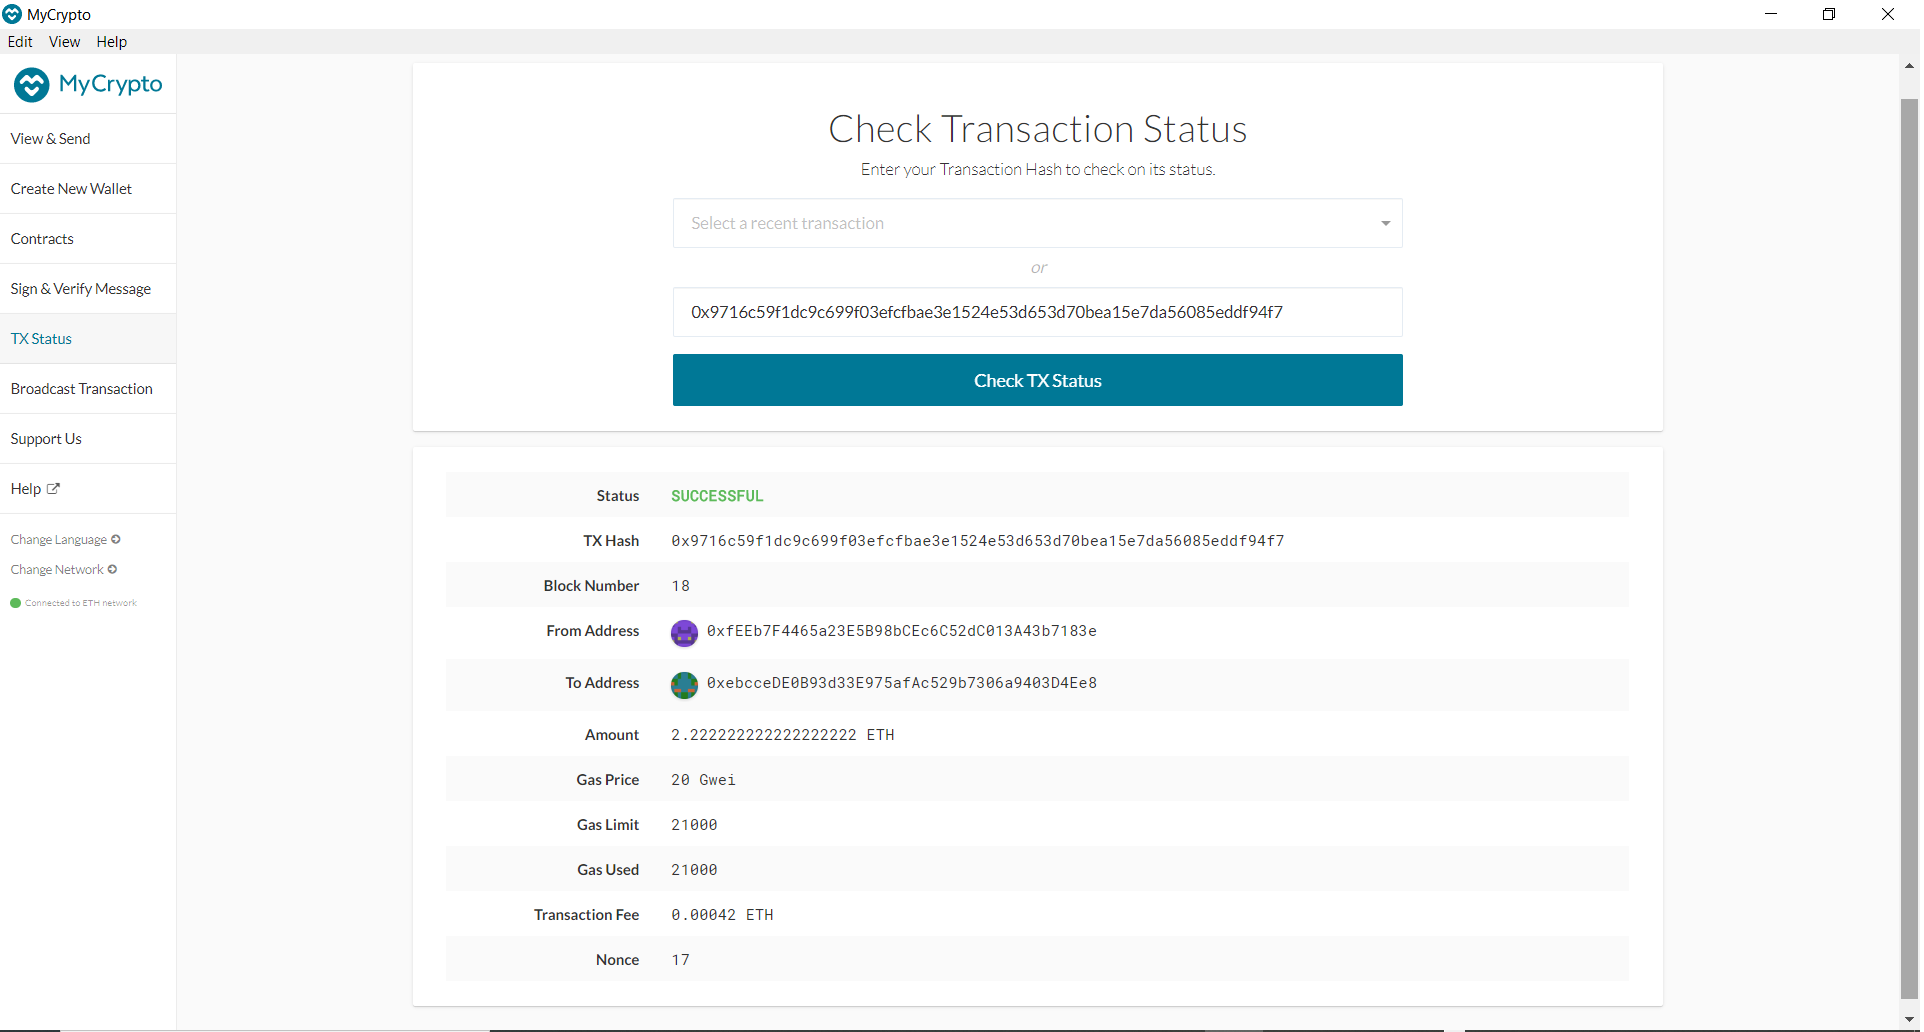 MyCrypto
Edit View Help
MyCrypto
View & Send
Create New Wallet
Contracts
Sign & Verify Message
TX Status
Broadcast Transaction
Support Us
Help
Change Language
Change Network
Connected to ETH network
Check Transaction Status
Enter your Transaction Hash to check on its status.
Select a recent transaction
or
0x9716c59f1dc9c699f03efcfbae3e1524e53d653d70bea15e7da56085eddf94f7
Check TX Status
Status SUCCESSFUL
TX Hash 0x9716c59f1dc9c699f03efcfbae3e1524e53d653d70bea15e7da56085eddf94f7
Block Number 18
From Address 0xfEEb7F4465a23E5B98bCEc6C52dC013A43b7183e
To Address 0xebcceDE0B93d33E975afAc529b7306a9403D4Ee8
Amount 2.222222222222222222 ETH
Gas Price 20 Gwei
Gas Limit 21000
Gas Used 21000
Transaction Fee 0.00042 ETH
Nonce 17